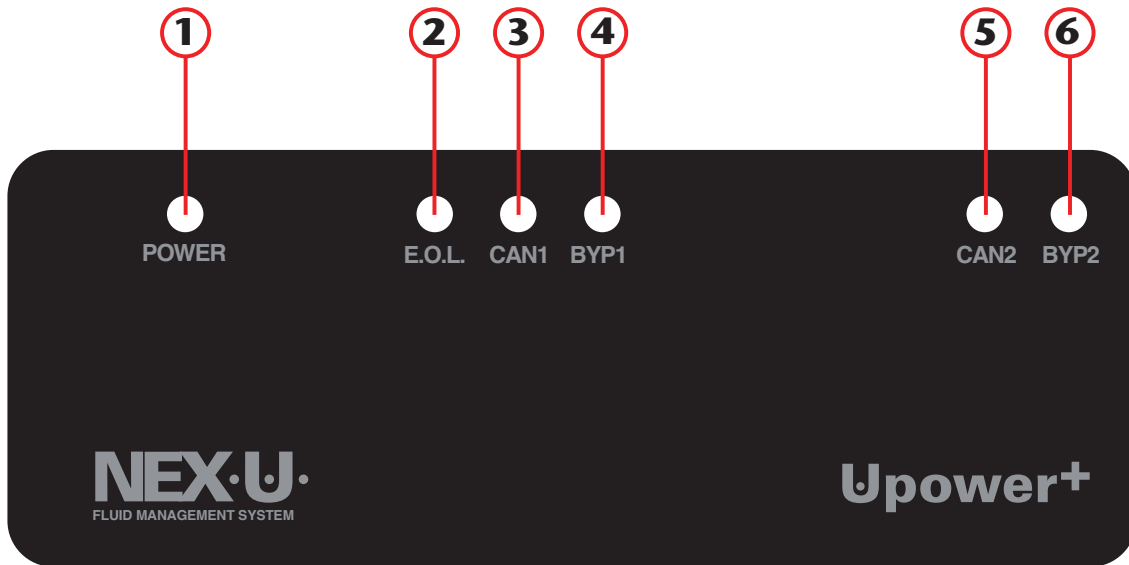 1 2 3 4 5 6
POWER E.O.L. CAN1 BYP1 CAN2 BYP2
NEX·U·
FLUID MANAGEMENT SYSTEM
Upower+